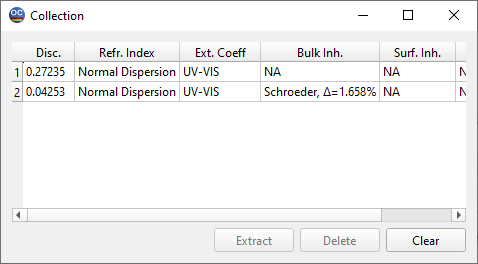 OC Collection
Disc. Refr. Index Ext. Coeff Bulk Inh. Surf. Inh.
1 0.27235 Normal Dispersion UV-VIS NA NA N
2 0.04253 Normal Dispersion UV-VIS Schroeder, Δ=1.658% NA N
Extract Delete Clear